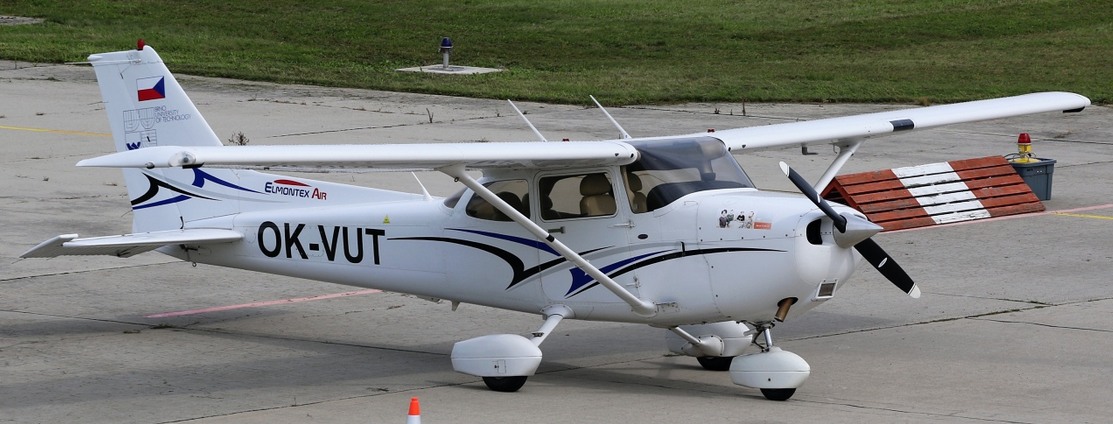 BRNO
UNIVERSITY
OF TECHNOLOGY
ELMONTEX AIR
OK-VUT